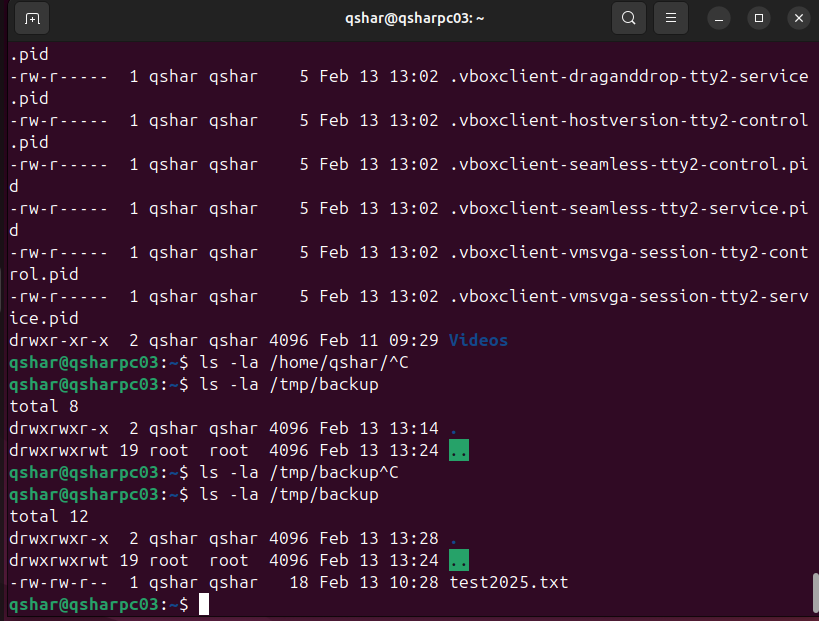 qshar@qsharpc03: ~
.pid
-rw-r-----  1 qshar qshar    5 Feb 13 13:02 .vboxclient-draganddrop-tty2-service
.pid
-rw-r-----  1 qshar qshar    5 Feb 13 13:02 .vboxclient-hostversion-tty2-control
.pid
-rw-r-----  1 qshar qshar    5 Feb 13 13:02 .vboxclient-seamless-tty2-control.pi
d
-rw-r-----  1 qshar qshar    5 Feb 13 13:02 .vboxclient-seamless-tty2-service.pi
d
-rw-r-----  1 qshar qshar    5 Feb 13 13:02 .vboxclient-vmsvga-session-tty2-cont
rol.pid
-rw-r-----  1 qshar qshar    5 Feb 13 13:02 .vboxclient-vmsvga-session-tty2-serv
ice.pid
drwxr-xr-x  2 qshar qshar 4096 Feb 11 09:29 Videos
qshar@qsharpc03:~$ ls -la /home/qshar/^C
qshar@qsharpc03:~$ ls -la /tmp/backup
total 8
drwxrwxr-x  2 qshar qshar 4096 Feb 13 13:14 .
drwxrwxrwt 19 root  root  4096 Feb 13 13:24 ..
qshar@qsharpc03:~$ ls -la /tmp/backup^C
qshar@qsharpc03:~$ ls -la /tmp/backup
total 12
drwxrwxr-x  2 qshar qshar 4096 Feb 13 13:28 .
drwxrwxrwt 19 root  root  4096 Feb 13 13:24 ..
-rw-rw-r--  1 qshar qshar   18 Feb 13 10:28 test2025.txt
qshar@qsharpc03:~$